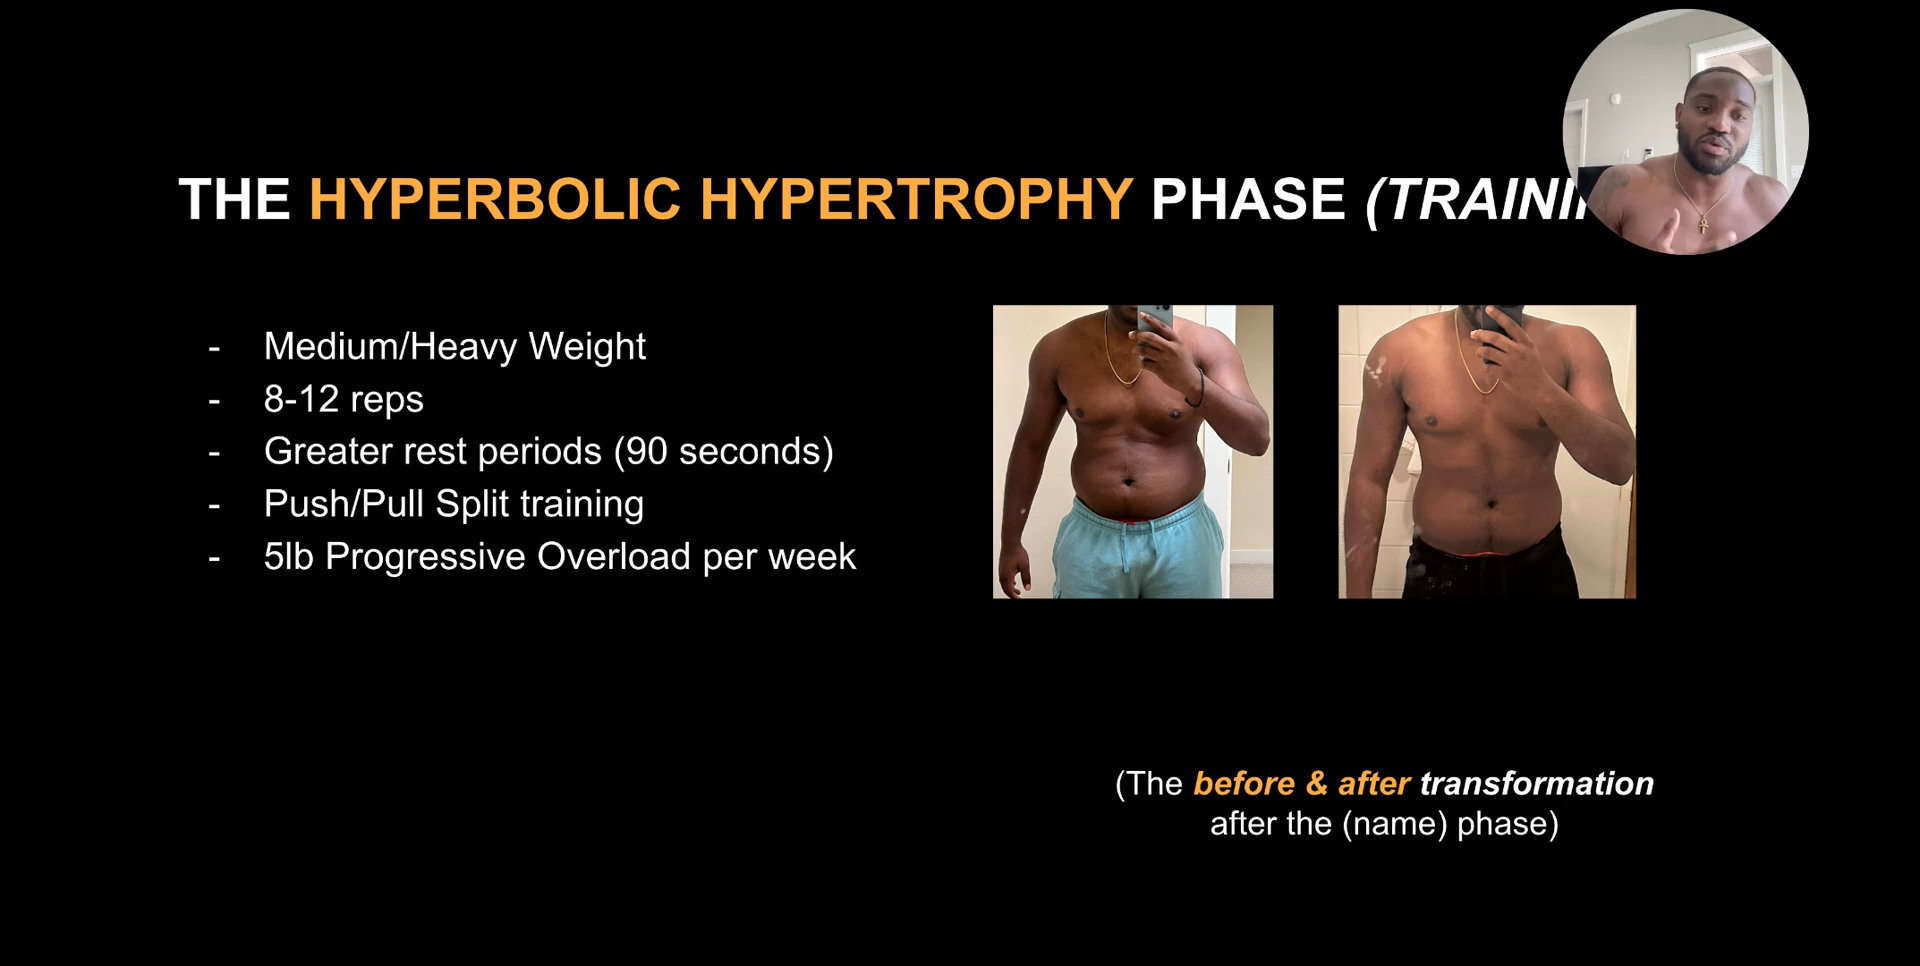 THE HYPERBOLIC HYPERTROPHY PHASE
- Medium/Heavy Weight
- 8-12 reps
- Greater rest periods (90 seconds)
- Push/Pull Split training
- 5lb Progressive Overload per week
(The before & after transformation
after the (name) phase)